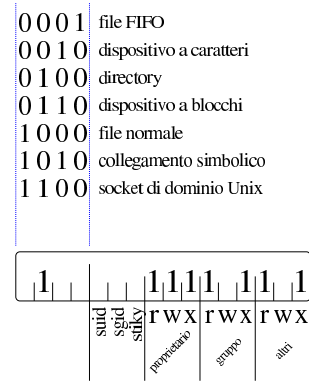 0001 file FIFO
0010 dispositivo a caratteri
0100 directory
0110 dispositivo a blocchi
1000 file normale
1010 collegamento simbolico
1100 socket di dominio Unix
1 1 1 1 1 1 1 1
suid sgid stiky r w x r w x r w x
proprietario gruppo altri